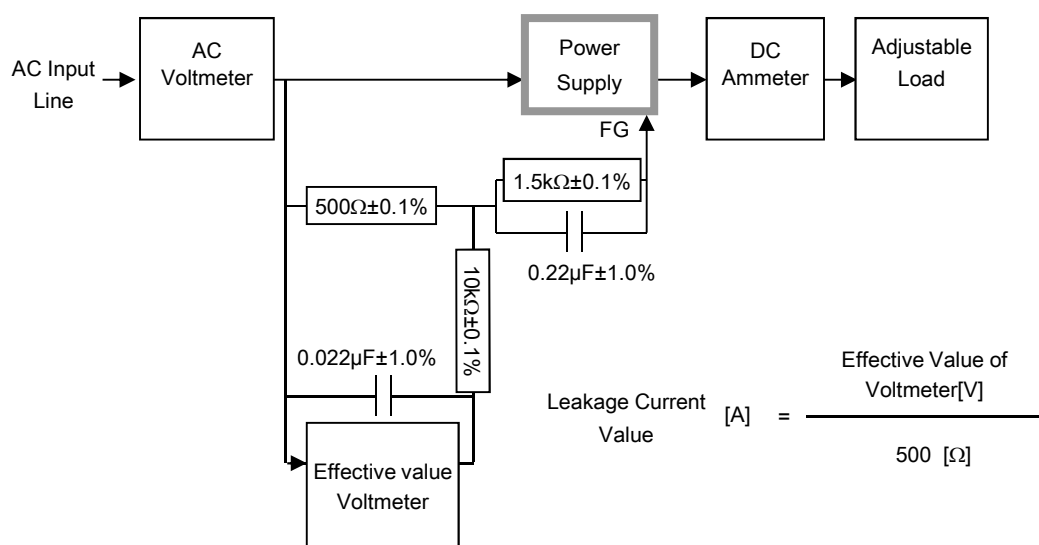 AC Input
Line
AC
Voltmeter
Power
Supply
DC
Ammeter
Adjustable
Load
FG
1.5kΩ±0.1%
500Ω±0.1%
0.22µF±1.0%
10kΩ±0.1%
0.022µF±1.0%
Effective value
Voltmeter
Leakage Current
Value
[A] =
Effective Value of
Voltmeter[V]
500 [Ω]